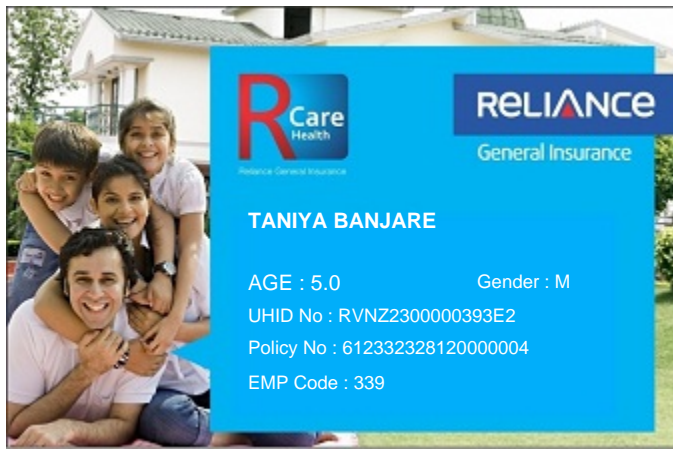 R Care
Health
RELIANCE
Reliance General Insurance
General Insurance
TANIYA BANJARE
AGE : 5.0 Gender : M
UHID No : RVNZ2300000393E2
Policy No : 612332328120000004
EMP Code : 339